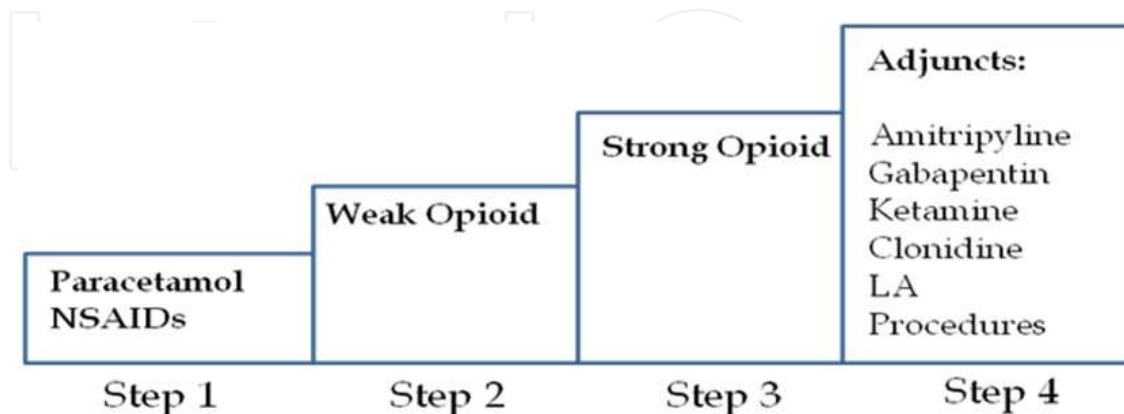 Paracetamol
NSAIDs
Step 1
Weak Opioid
Step 2
Strong Opioid
Step 3
Adjuncts:
Amitripyline
Gabapentin
Ketamine
Clonidine
LA
Procedures
Step 4